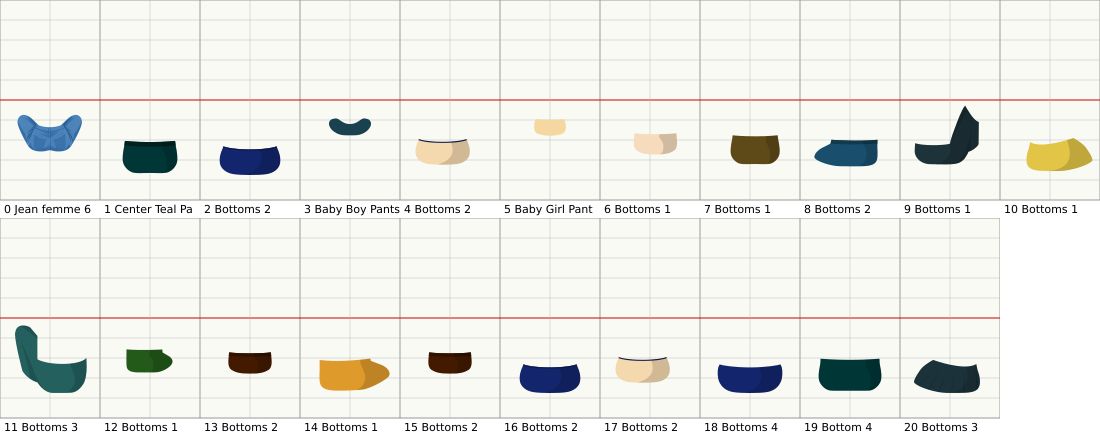 0 Jean femme 6 1 Center Teal Pa 2 Bottoms 2 3 Baby Boy Pants 4 Bottoms 2 5 Baby Girl Pant 6 Bottoms 1 7 Bottoms 1 8 Bottoms 2 9 Bottoms 1 10 Bottoms 1
11 Bottoms 3 12 Bottoms 1 13 Bottoms 2 14 Bottoms 1 15 Bottoms 2 16 Bottoms 2 17 Bottoms 2 18 Bottoms 4 19 Bottom 4 20 Bottoms 3